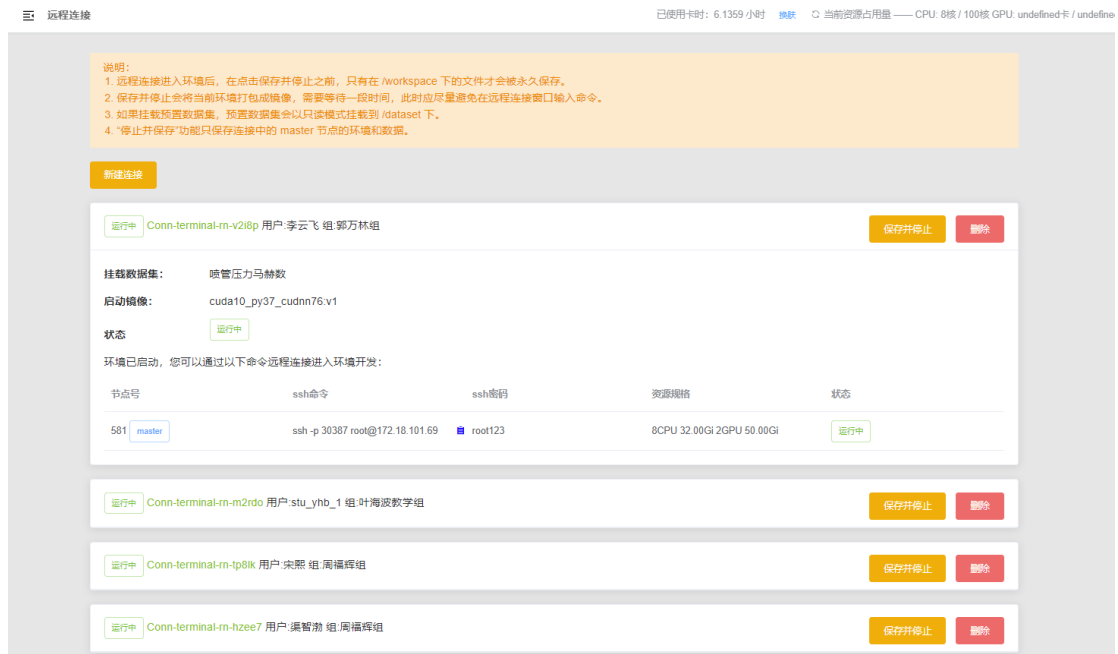 远程连接
已使用卡时：6.1359 小时 换肤 当前资源占用量 —— CPU: 8核 / 100核 GPU: undefined卡 / undefine
说明：
1. 远程连接进入环境后，在点击保存并停止之前，只有在 /workspace 下的文件才会被永久保存。
2. 保存并停止会将当前环境打包成镜像，需要等待一段时间，此时应尽量避免在远程连接窗口输入命令。
3. 如果挂载预置数据集，预置数据集会以只读模式挂载到 /dataset 下。
4. “停止并保存”功能只保存连接中的 master 节点的环境和数据。
新建连接
运行中 Conn-terminal-rn-v2i8p 用户:李云飞 组:郭万林组 保存并停止 删除
挂载数据集： 喷管压力马赫数
启动镜像： cuda10_py37_cudnn76:v1
状态 运行中
环境已启动，您可以通过以下命令远程连接进入环境开发：
节点号 ssh命令 ssh密码 资源规格 状态
581 master ssh -p 30387 root@172.18.101.69 root123 8CPU 32.00Gi 2GPU 50.00Gi 运行中
运行中 Conn-terminal-rn-m2rdo 用户:stu_yhb_1 组:叶海波教学组 保存并停止 删除
运行中 Conn-terminal-rn-tp8lk 用户:宋熙 组:周福辉组 保存并停止 删除
运行中 Conn-terminal-rn-hzee7 用户:渠智渤 组:周福辉组 保存并停止 删除